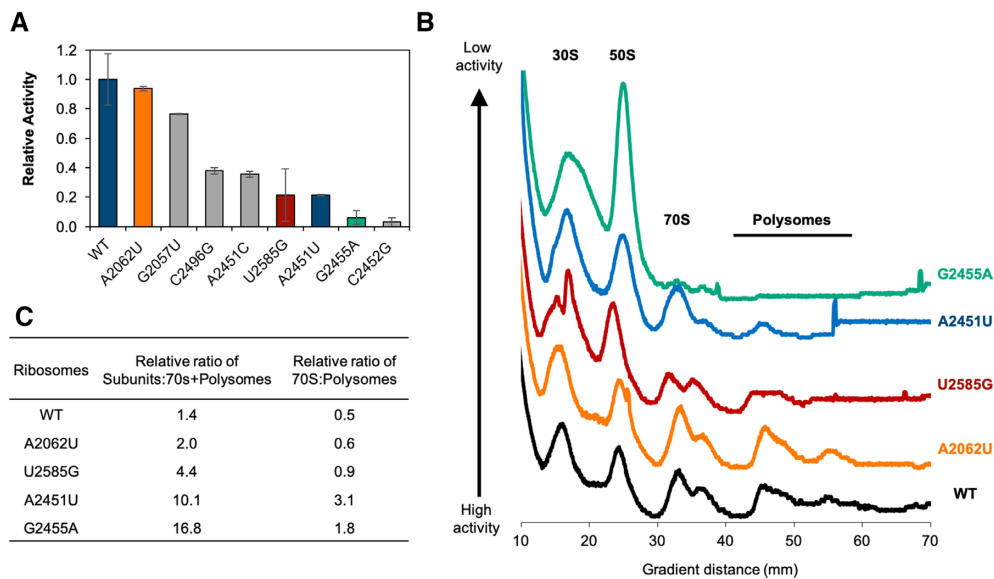 A
Relative Activity
1.2
1.0
0.8
0.6
0.4
0.2
0.0
WT
A2062U
G2057U
C2496G
A2451C
U2585G
A2451U
G2455A
C2452G
B
Low
activity
High
activity
30S
50S
70S
Polysomes
G2455A
A2451U
U2585G
A2062U
WT
10
20
30
40
50
60
70
Gradient distance (mm)
C
Ribosomes
Relative ratio of
Subunits:70s+Polysomes
Relative ratio of
70S:Polysomes
WT 1.4 0.5
A2062U 2.0 0.6
U2585G 4.4 0.9
A2451U 10.1 3.1
G2455A 16.8 1.8